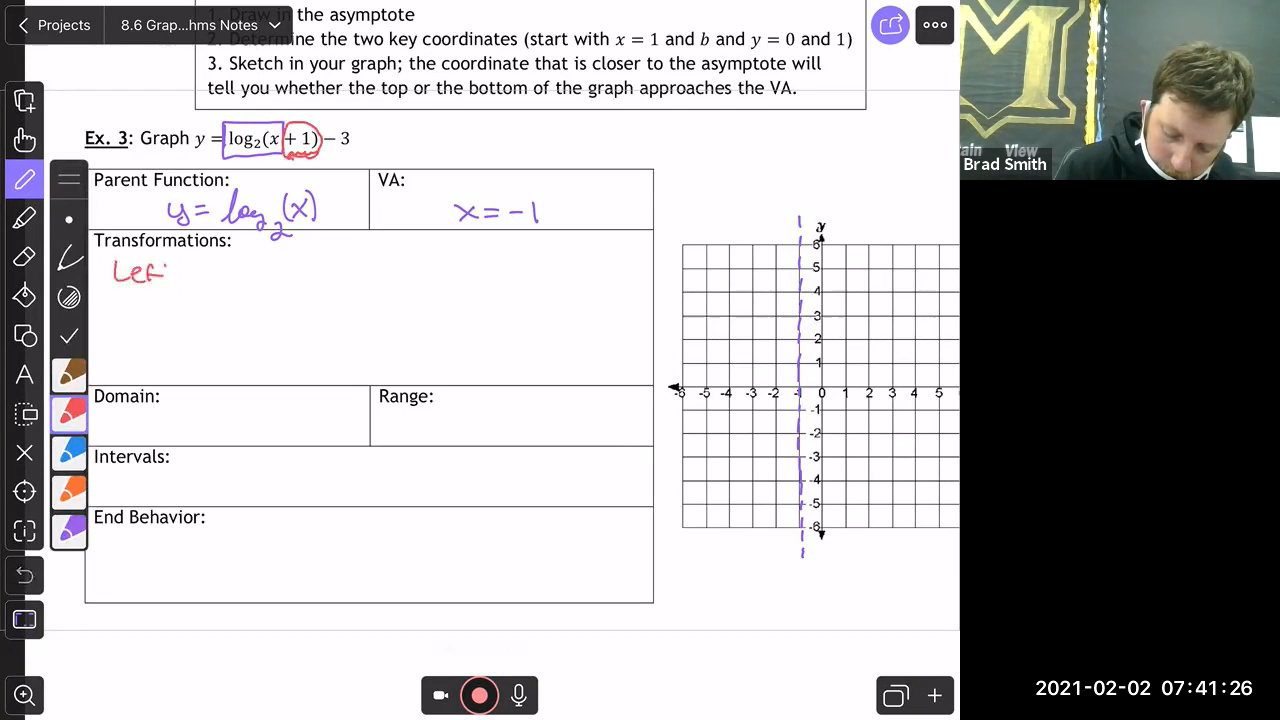 Projects
8.6 Grap...hms Notes
1. Draw in the asymptote
2. Determine the two key coordinates (start with x = 1 and b and y = 0 and 1)
3. Sketch in your graph; the coordinate that is closer to the asymptote will
tell you whether the top or the bottom of the graph approaches the VA.
Ex. 3: Graph y = log₂(x + 1) − 3
Parent Function:
y = log₂(x)
VA:
x = −1
Transformations:
Lef
Domain:
Range:
Intervals:
End Behavior:
y
6
5
4
3
2
1
-6 -5 -4 -3 -2 -1 0 1 2 3 4 5
-1
-2
-3
-4
-5
-6
A
View
Brad Smith
2021-02-02 07:41:26